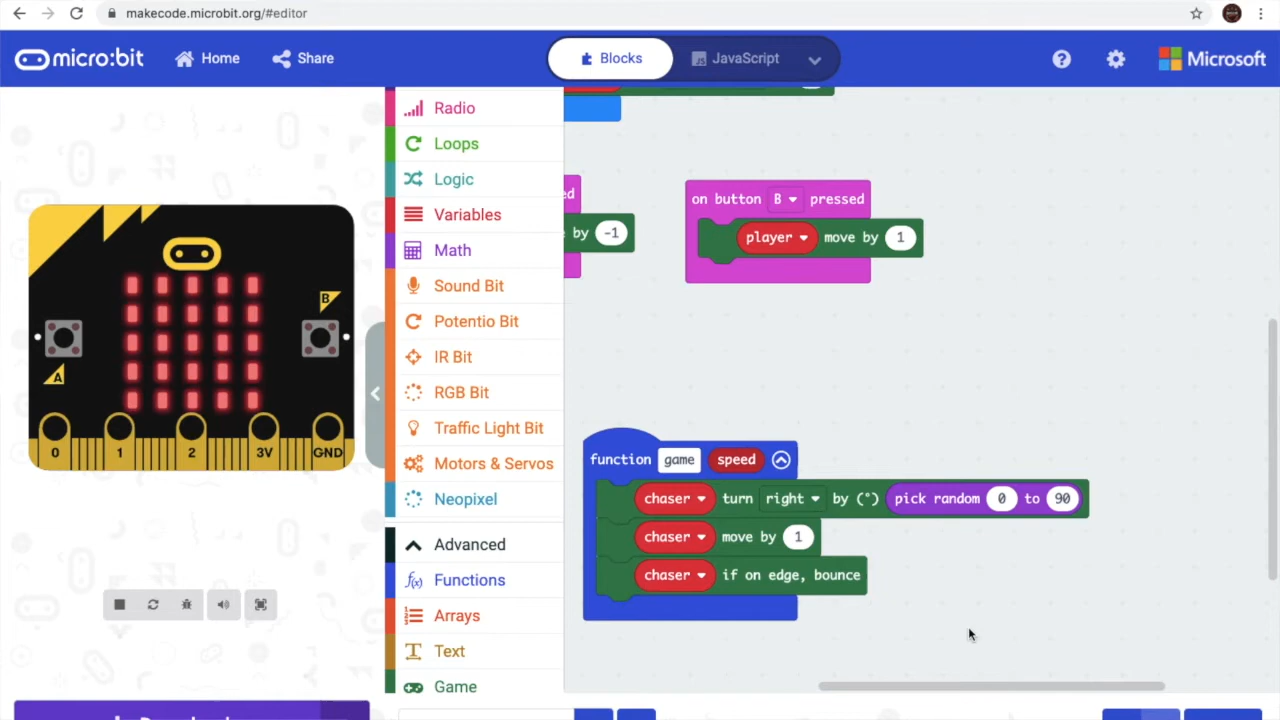 makecode.microbit.org/#editor
micro:bit Home Share Blocks JavaScript Microsoft
Radio
Loops
Logic
Variables
Math
Sound Bit
Potentio Bit
IR Bit
RGB Bit
Traffic Light Bit
Motors & Servos
Neopixel
Advanced
Functions
Arrays
Text
Game
B
A
0 1 2 3V GND
by -1
on button B pressed
player move by 1
function game speed
chaser turn right by (°) pick random 0 to 90
chaser move by 1
chaser if on edge, bounce